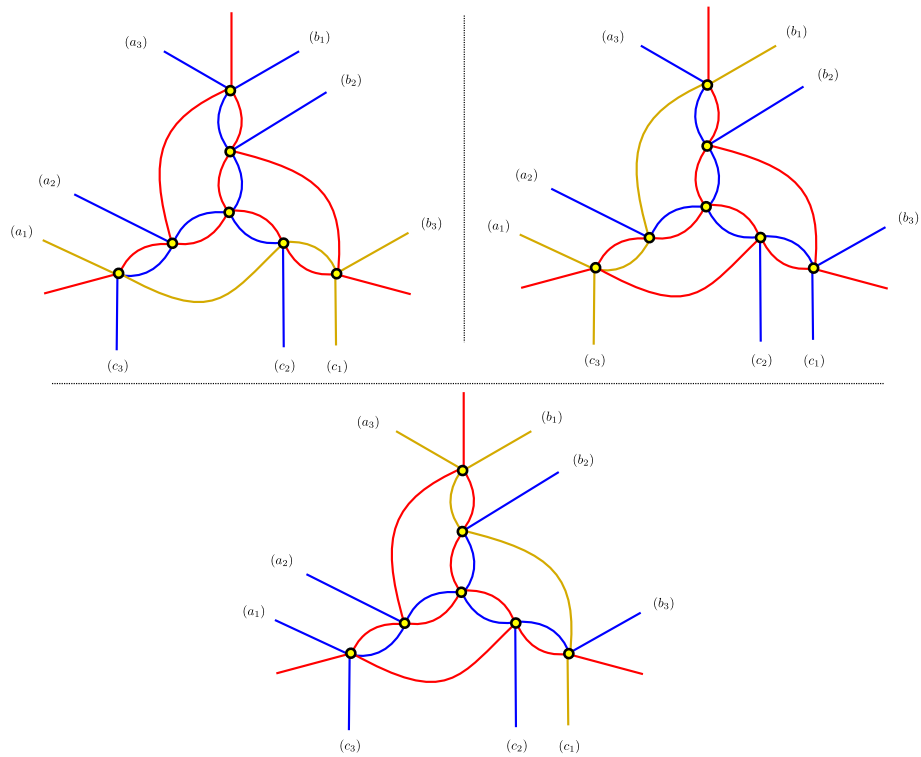 (a₃)
(b₁)
(b₂)
(a₂)
(a₁)
(b₃)
(c₃)
(c₂)
(c₁)
(a₃)
(b₁)
(b₂)
(a₂)
(a₁)
(b₃)
(c₃)
(c₂)
(c₁)
(a₃)
(b₁)
(b₂)
(a₂)
(a₁)
(b₃)
(c₃)
(c₂)
(c₁)